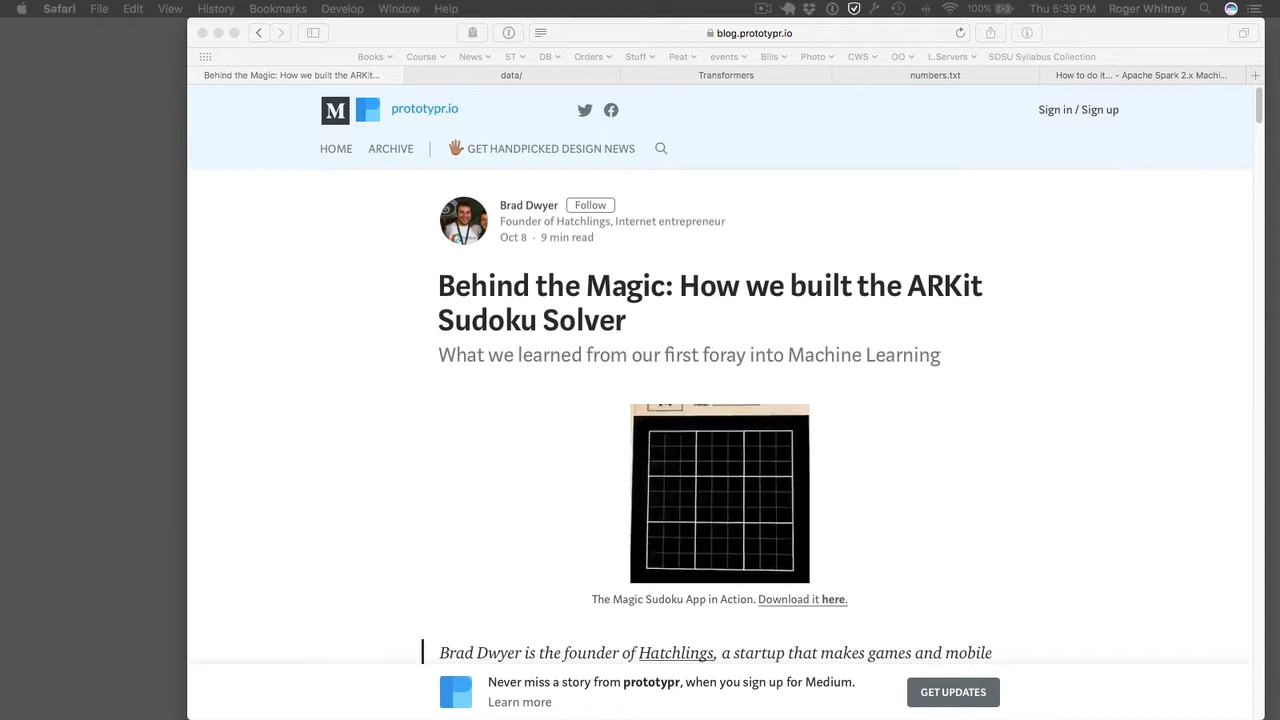 Safari File Edit View History Bookmarks Develop Window Help 100% Thu 5:39 PM Roger Whitney
blog.prototypr.io
Books Course News ST DB Orders Stuff Peat events Bills Photo CWS OO L.Servers SDSU Syllabus Collection
Behind the Magic: How we built the ARKit... data/ Transformers numbers.txt How to do it... - Apache Spark 2.x Machi...
M prototypr.io Sign in / Sign up
HOME ARCHIVE GET HANDPICKED DESIGN NEWS
Brad Dwyer Follow
Founder of Hatchlings, Internet entrepreneur
Oct 8 · 9 min read
Behind the Magic: How we built the ARKit
Sudoku Solver
What we learned from our first foray into Machine Learning
The Magic Sudoku App in Action. Download it here.
Brad Dwyer is the founder of Hatchlings, a startup that makes games and mobile
Never miss a story from prototypr, when you sign up for Medium.
Learn more
GET UPDATES